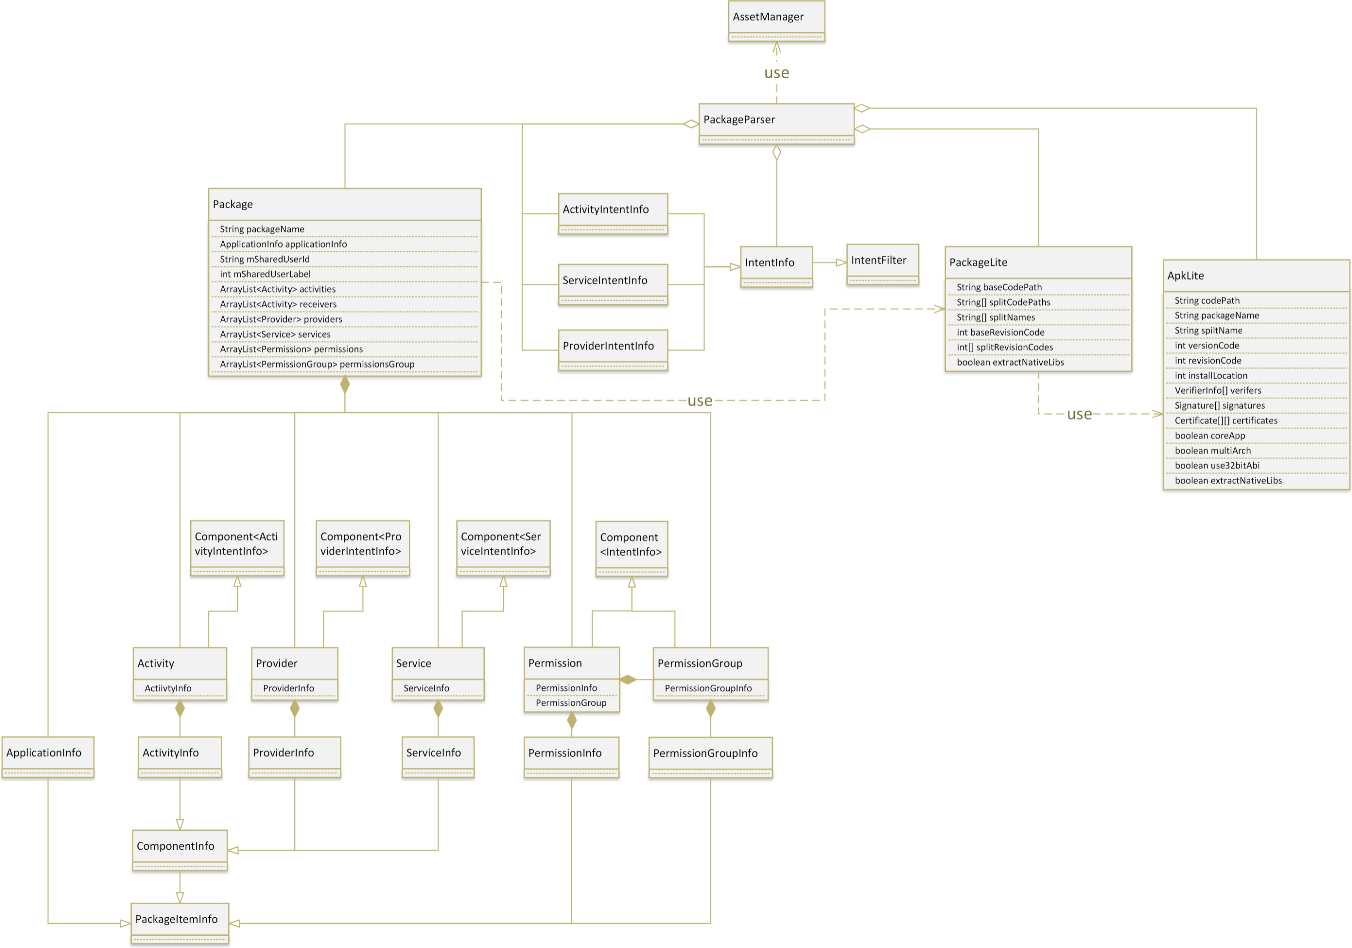 AssetManager
use
PackageParser
Package
String packageName
ApplicationInfo applicationInfo
String mSharedUserId
int mSharedUserLabel
ArrayList<Activity> activities
ArrayList<Activity> receivers
ArrayList<Provider> providers
ArrayList<Service> services
ArrayList<Permission> permissions
ArrayList<PermissionGroup> permissionsGroup
ActivityIntentInfo
ServiceIntentInfo
ProviderIntentInfo
IntentInfo
IntentFilter
PackageLite
String baseCodePath
String[] splitCodePaths
String[] splitNames
int baseRevisionCode
int[] splitRevisionCodes
boolean extractNativeLibs
ApkLite
String codePath
String packageName
String splitName
int versionCode
int revisionCode
int installLocation
VerifierInfo[] verifers
Signature[] signatures
Certificate[][] certificates
boolean coreApp
boolean multiArch
boolean use32bitAbi
boolean extractNativeLibs
use
use
Component<Acti
vityIntentInfo>
Component<Pro
viderIntentInfo>
Component<Ser
viceIntentInfo>
Component
<IntentInfo>
Activity
ActiivtyInfo
Provider
ProviderInfo
Service
ServiceInfo
Permission
PermissionInfo
PermissionGroup
PermissionGroup
PermissionGroupInfo
ApplicationInfo
ActivityInfo
ProviderInfo
ServiceInfo
PermissionInfo
PermissionGroupInfo
ComponentInfo
PackageItemInfo